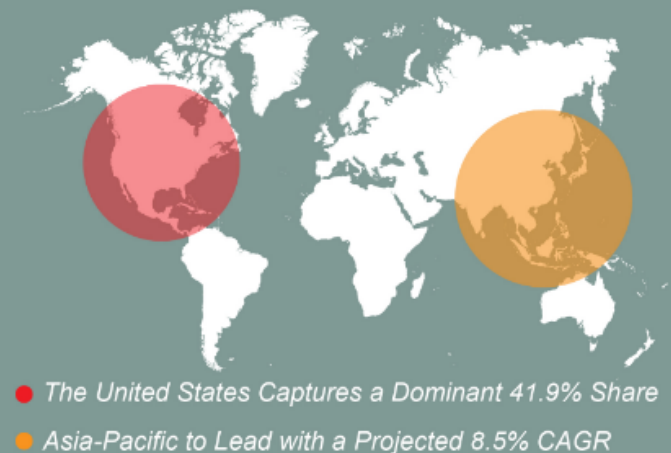 The United States Captures a Dominant 41.9% Share
Asia-Pacific to Lead with a Projected 8.5% CAGR